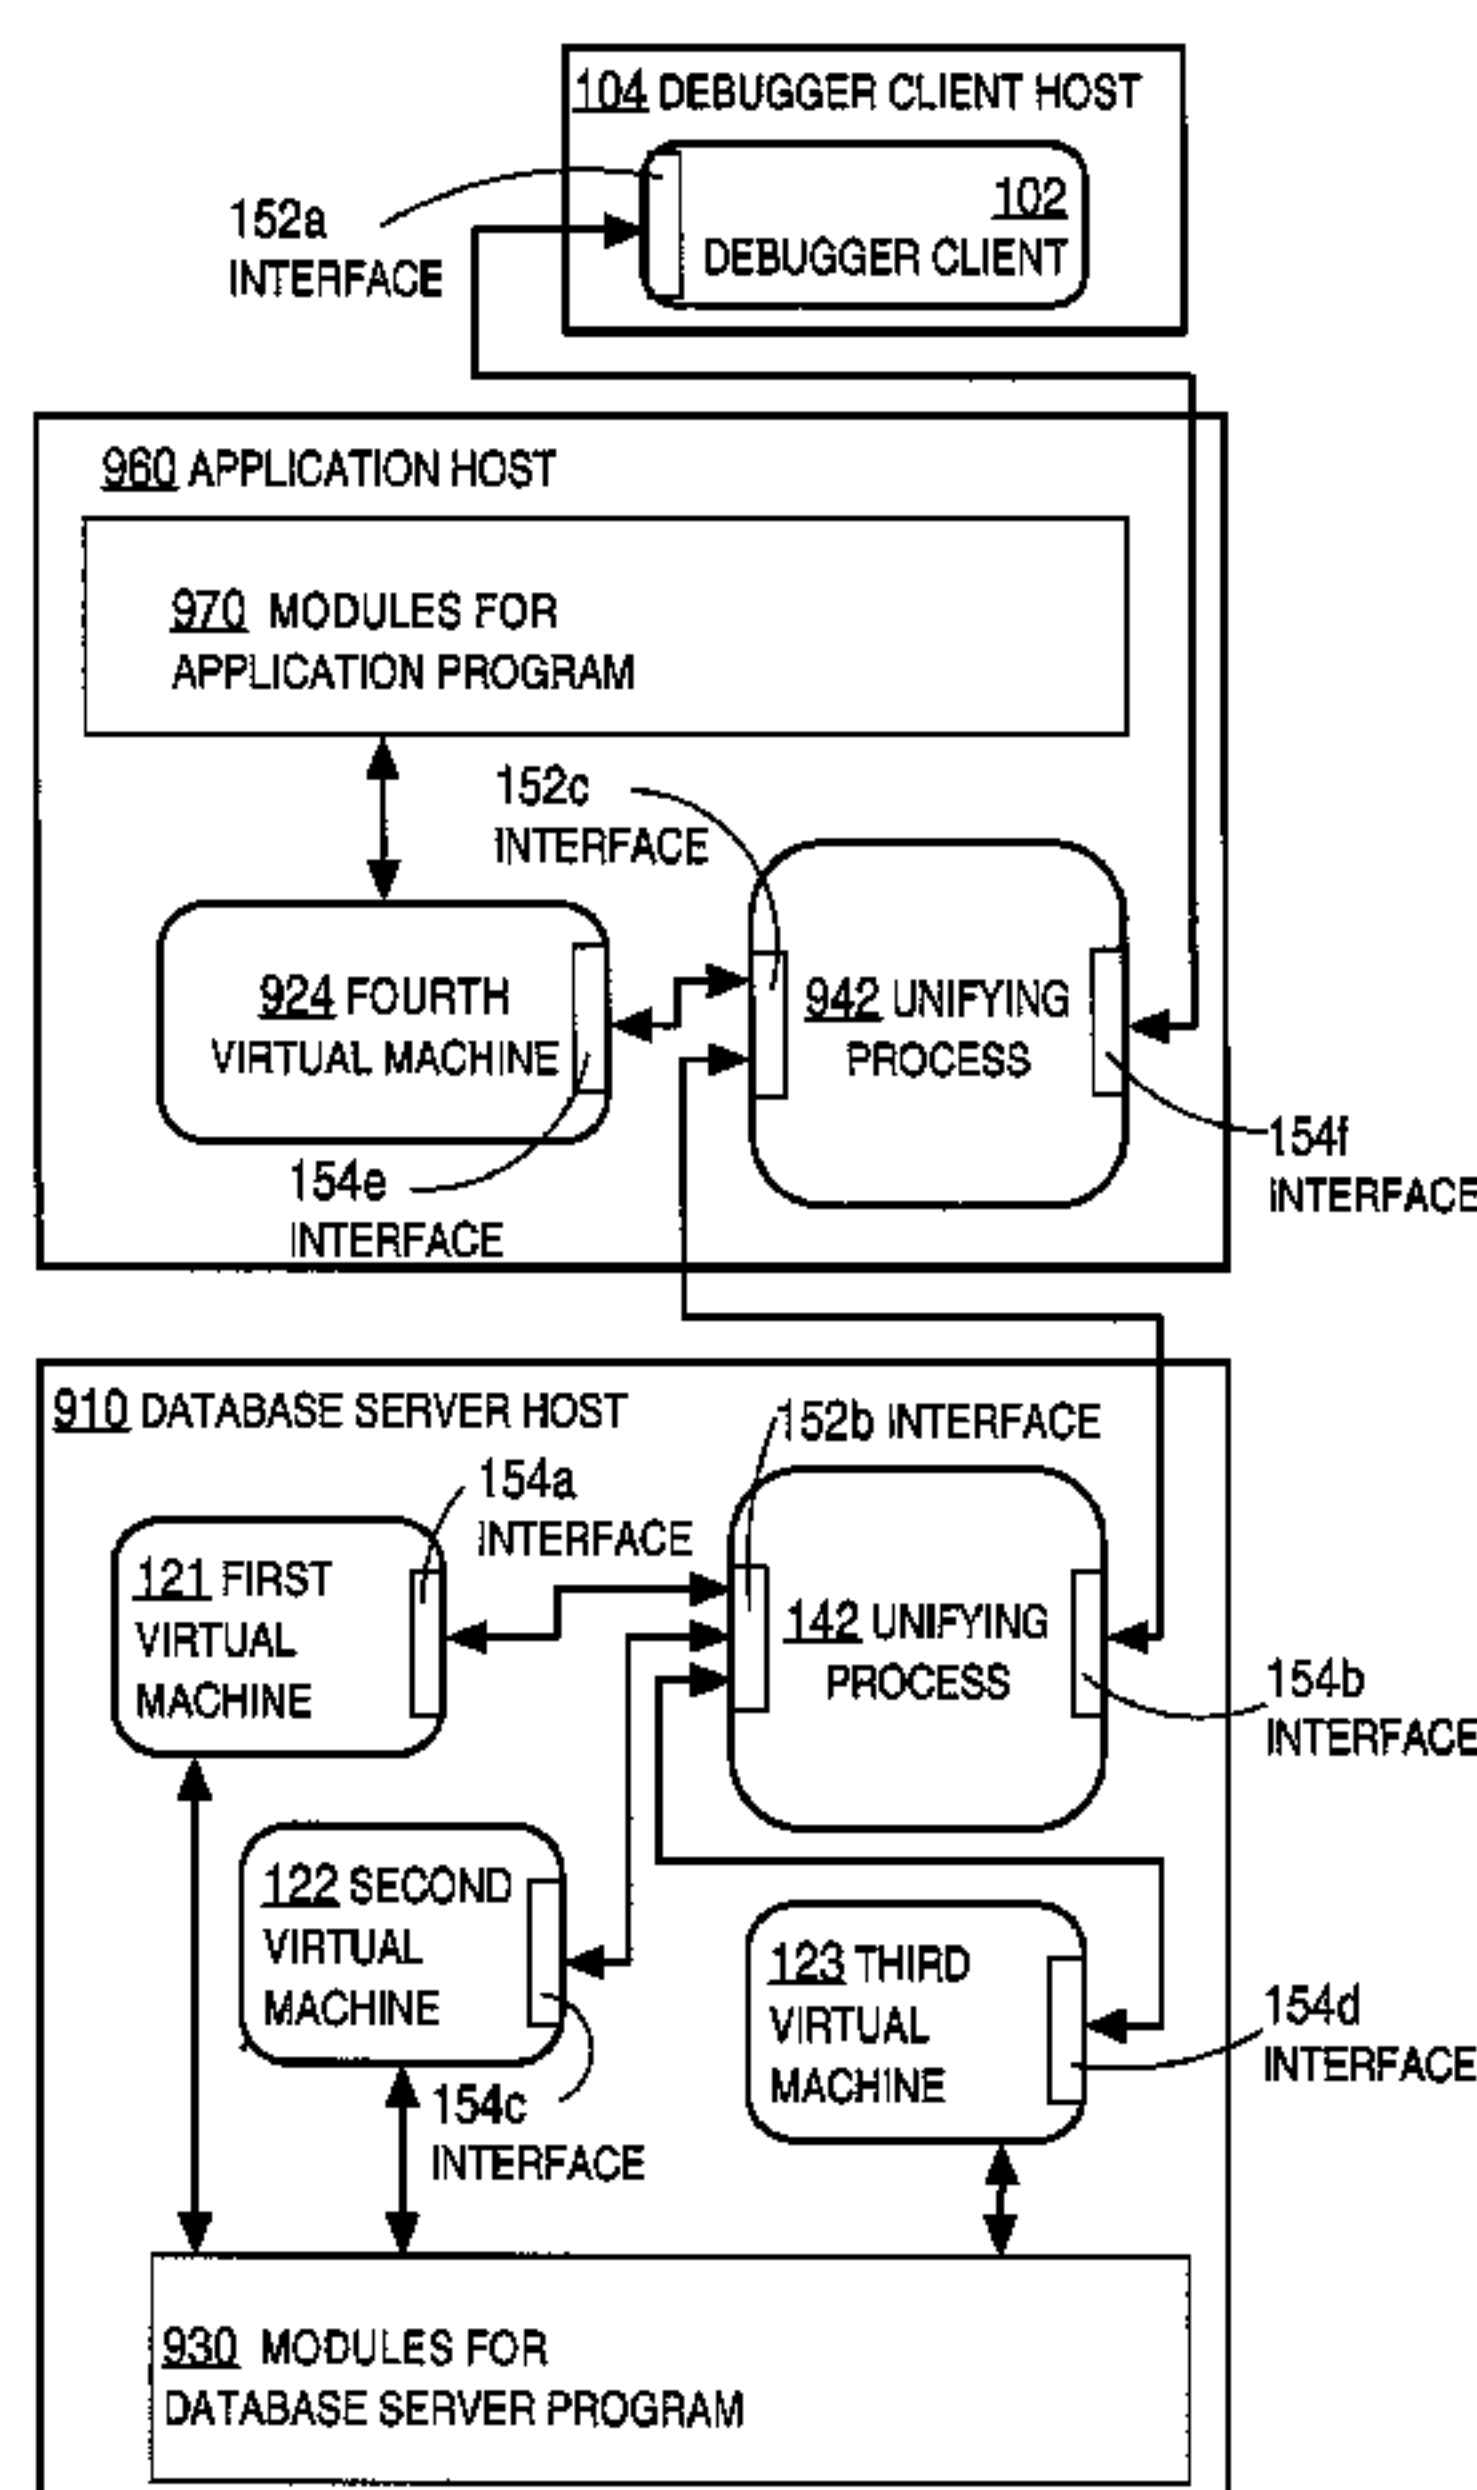 104 DEBUGGER CLIENT HOST
102
DEBUGGER CLIENT
152a
INTERFACE
960 APPLICATION HOST
970 MODULES FOR
APPLICATION PROGRAM
152c
INTERFACE
924 FOURTH
VIRTUAL MACHINE
942 UNIFYING
PROCESS
154e
INTERFACE
154f
INTERFACE
910 DATABASE SERVER HOST
152b INTERFACE
154a
INTERFACE
121 FIRST
VIRTUAL
MACHINE
142 UNIFYING
PROCESS
154b
INTERFACE
122 SECOND
VIRTUAL
MACHINE
123 THIRD
VIRTUAL
MACHINE
154d
INTERFACE
154c
INTERFACE
930 MODULES FOR
DATABASE SERVER PROGRAM